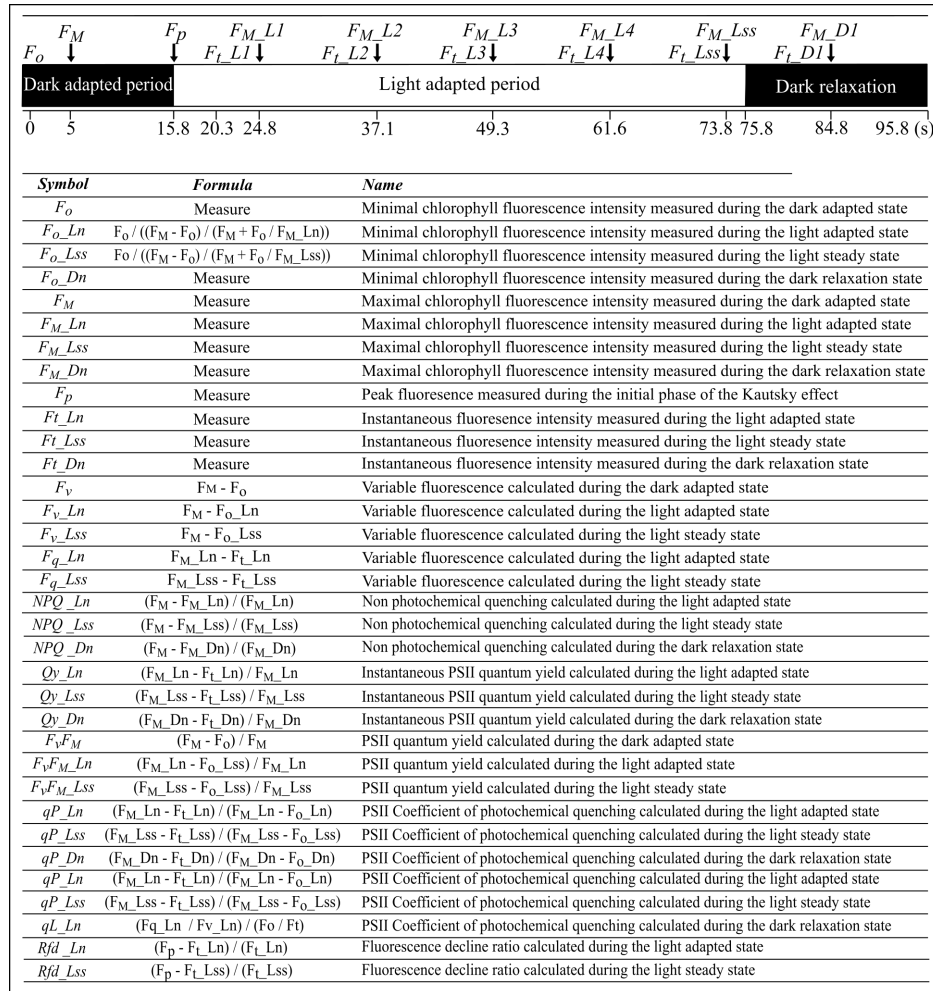 F_M F_p F_M_L1 F_M_L2 F_M_L3 F_M_L4 F_M_Lss F_M_D1
F_o F_t_L1 F_t_L2 F_t_L3 F_t_L4 F_t_Lss F_t_D1
Dark adapted period Light adapted period Dark relaxation
0 5 15.8 20.3 24.8 37.1 49.3 61.6 73.8 75.8 84.8 95.8 (s)
Symbol Formula Name
F_o Measure Minimal chlorophyll fluorescence intensity measured during the dark adapted state
F_o_Ln F_o / ((F_M - F_o) / (F_M + F_o / F_M_Ln)) Minimal chlorophyll fluorescence intensity measured during the light adapted state
F_o_Lss Fo / ((F_M - F_o) / (F_M + F_o / F_M_Lss)) Minimal chlorophyll fluorescence intensity measured during the light steady state
F_o_Dn Measure Minimal chlorophyll fluorescence intensity measured during the dark relaxation state
F_M Measure Maximal chlorophyll fluorescence intensity measured during the dark adapted state
F_M_Ln Measure Maximal chlorophyll fluorescence intensity measured during the light adapted state
F_M_Lss Measure Maximal chlorophyll fluorescence intensity measured during the light steady state
F_M_Dn Measure Maximal chlorophyll fluorescence intensity measured during the dark relaxation state
F_p Measure Peak fluoresence measured during the initial phase of the Kautsky effect
Ft_Ln Measure Instantaneous fluoresence intensity measured during the light adapted state
Ft_Lss Measure Instantaneous fluoresence intensity measured during the light steady state
Ft_Dn Measure Instantaneous fluoresence intensity measured during the dark relaxation state
F_v FM - F_o Variable fluorescence calculated during the dark adapted state
F_v_Ln F_M - F_o_Ln Variable fluorescence calculated during the light adapted state
F_v_Lss F_M - F_o_Lss Variable fluorescence calculated during the light steady state
F_q_Ln F_M_Ln - F_t_Ln Variable fluorescence calculated during the light adapted state
F_q_Lss F_M_Lss - F_t_Lss Variable fluorescence calculated during the light steady state
NPQ_Ln (F_M - F_M_Ln) / (F_M_Ln) Non photochemical quenching calculated during the light adapted state
NPQ_Lss (F_M - F_M_Lss) / (F_M_Lss) Non photochemical quenching calculated during the light steady state
NPQ_Dn (F_M - F_M_Dn) / (F_M_Dn) Non photochemical quenching calculated during the dark relaxation state
Qy_Ln (F_M_Ln - F_t_Ln) / F_M_Ln Instantaneous PSII quantum yield calculated during the light adapted state
Qy_Lss (F_M_Lss - F_t_Lss) / F_M_Lss Instantaneous PSII quantum yield calculated during the light steady state
Qy_Dn (F_M_Dn - F_t_Dn) / F_M_Dn Instantaneous PSII quantum yield calculated during the dark relaxation state
F_vF_M (F_M - F_o) / F_M PSII quantum yield calculated during the dark adapted state
F_vF_M_Ln (F_M_Ln - F_o_Lss) / F_M_Ln PSII quantum yield calculated during the light adapted state
F_vF_M_Lss (F_M_Lss - F_o_Lss) / F_M_Lss PSII quantum yield calculated during the light steady state
qP_Ln (F_M_Ln - F_t_Ln) / (F_M_Ln - F_o_Ln) PSII Coefficient of photochemical quenching calculated during the light adapted state
qP_Lss (F_M_Lss - F_t_Lss) / (F_M_Lss - F_o_Lss) PSII Coefficient of photochemical quenching calculated during the light steady state
qP_Dn (F_M_Dn - F_t_Dn) / (F_M_Dn - F_o_Dn) PSII Coefficient of photochemical quenching calculated during the dark relaxation state
qP_Ln (F_M_Ln - F_t_Ln) / (F_M_Ln - F_o_Ln) PSII Coefficient of photochemical quenching calculated during the light adapted state
qP_Lss (F_M_Lss - F_t_Lss) / (F_M_Lss - F_o_Lss) PSII Coefficient of photochemical quenching calculated during the light steady state
qL_Ln (Fq_Ln / Fv_Ln) / (Fo / Ft) PSII Coefficient of photochemical quenching calculated during the dark relaxation state
Rfd_Ln (F_p - F_t_Ln) / (F_t_Ln) Fluorescence decline ratio calculated during the light adapted state
Rfd_Lss (F_p - F_t_Lss) / (F_t_Lss) Fluorescence decline ratio calculated during the light steady state